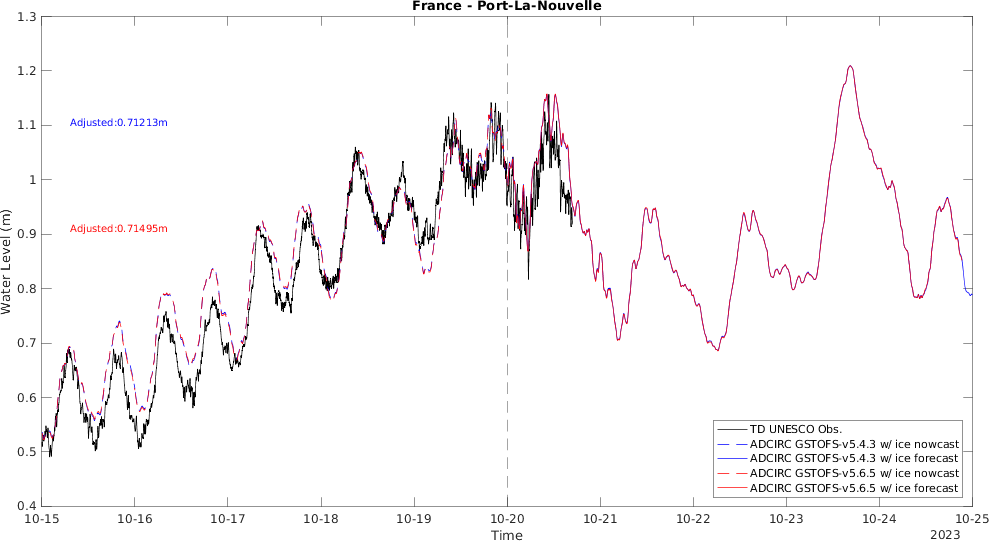 France - Port-La-Nouvelle
1.3
1.2
1.1
1
0.9
0.8
0.7
0.6
0.5
0.4
Water Level (m)
Adjusted:0.71213m
Adjusted:0.71495m
TD UNESCO Obs.
ADCIRC GSTOFS-v5.4.3 w/ ice nowcast
ADCIRC GSTOFS-v5.4.3 w/ ice forecast
ADCIRC GSTOFS-v5.6.5 w/ ice nowcast
ADCIRC GSTOFS-v5.6.5 w/ ice forecast
10-15 10-16 10-17 10-18 10-19 10-20 10-21 10-22 10-23 10-24 10-25
Time
2023